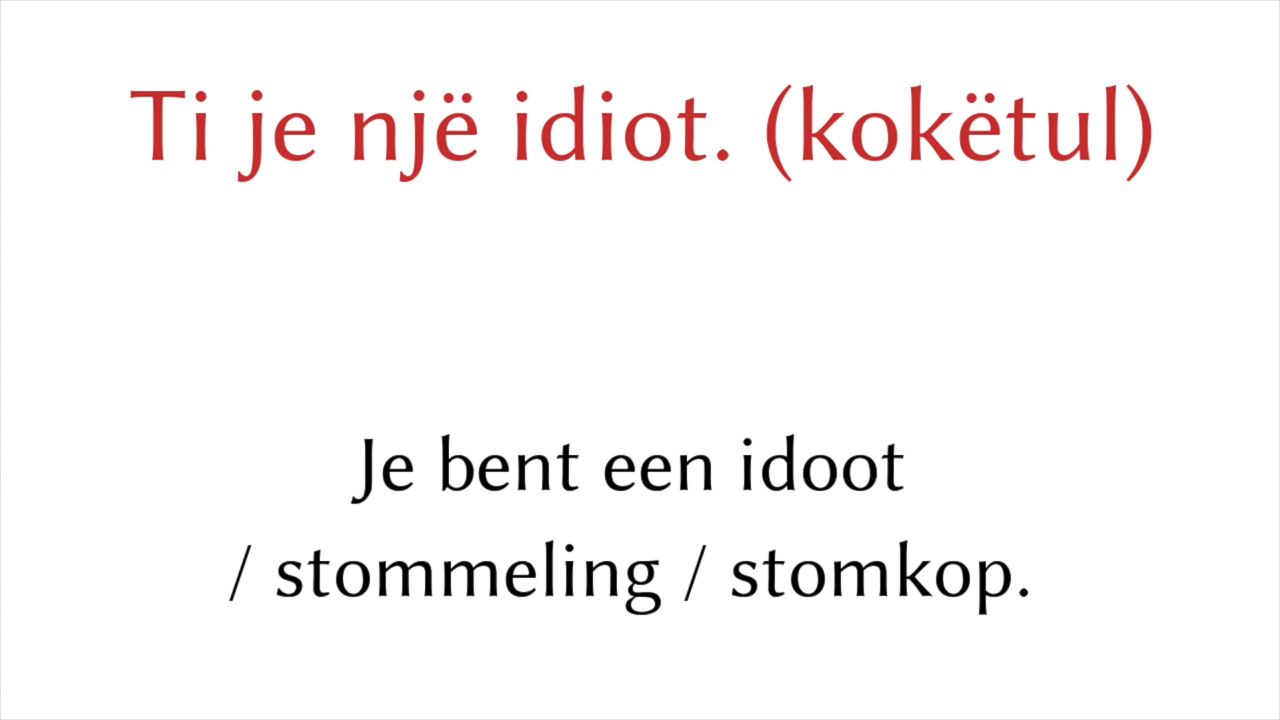 Ti je një idiot. (kokëtul)
Je bent een idoot
/ stommeling / stomkop.